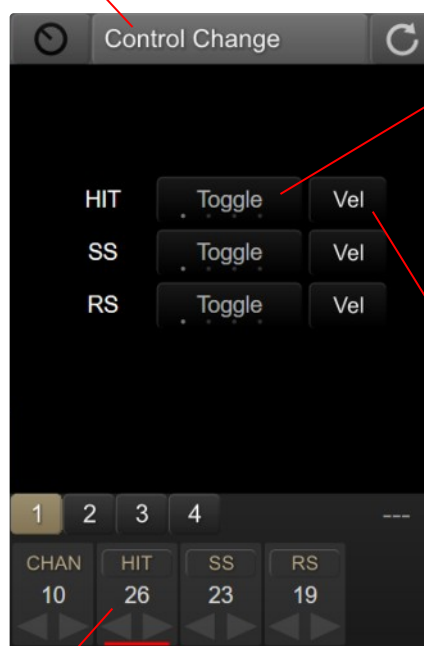 Control Change
HIT Toggle Vel
SS Toggle Vel
RS Toggle Vel
1 2 3 4 ---
CHAN HIT SS RS
10 26 23 19